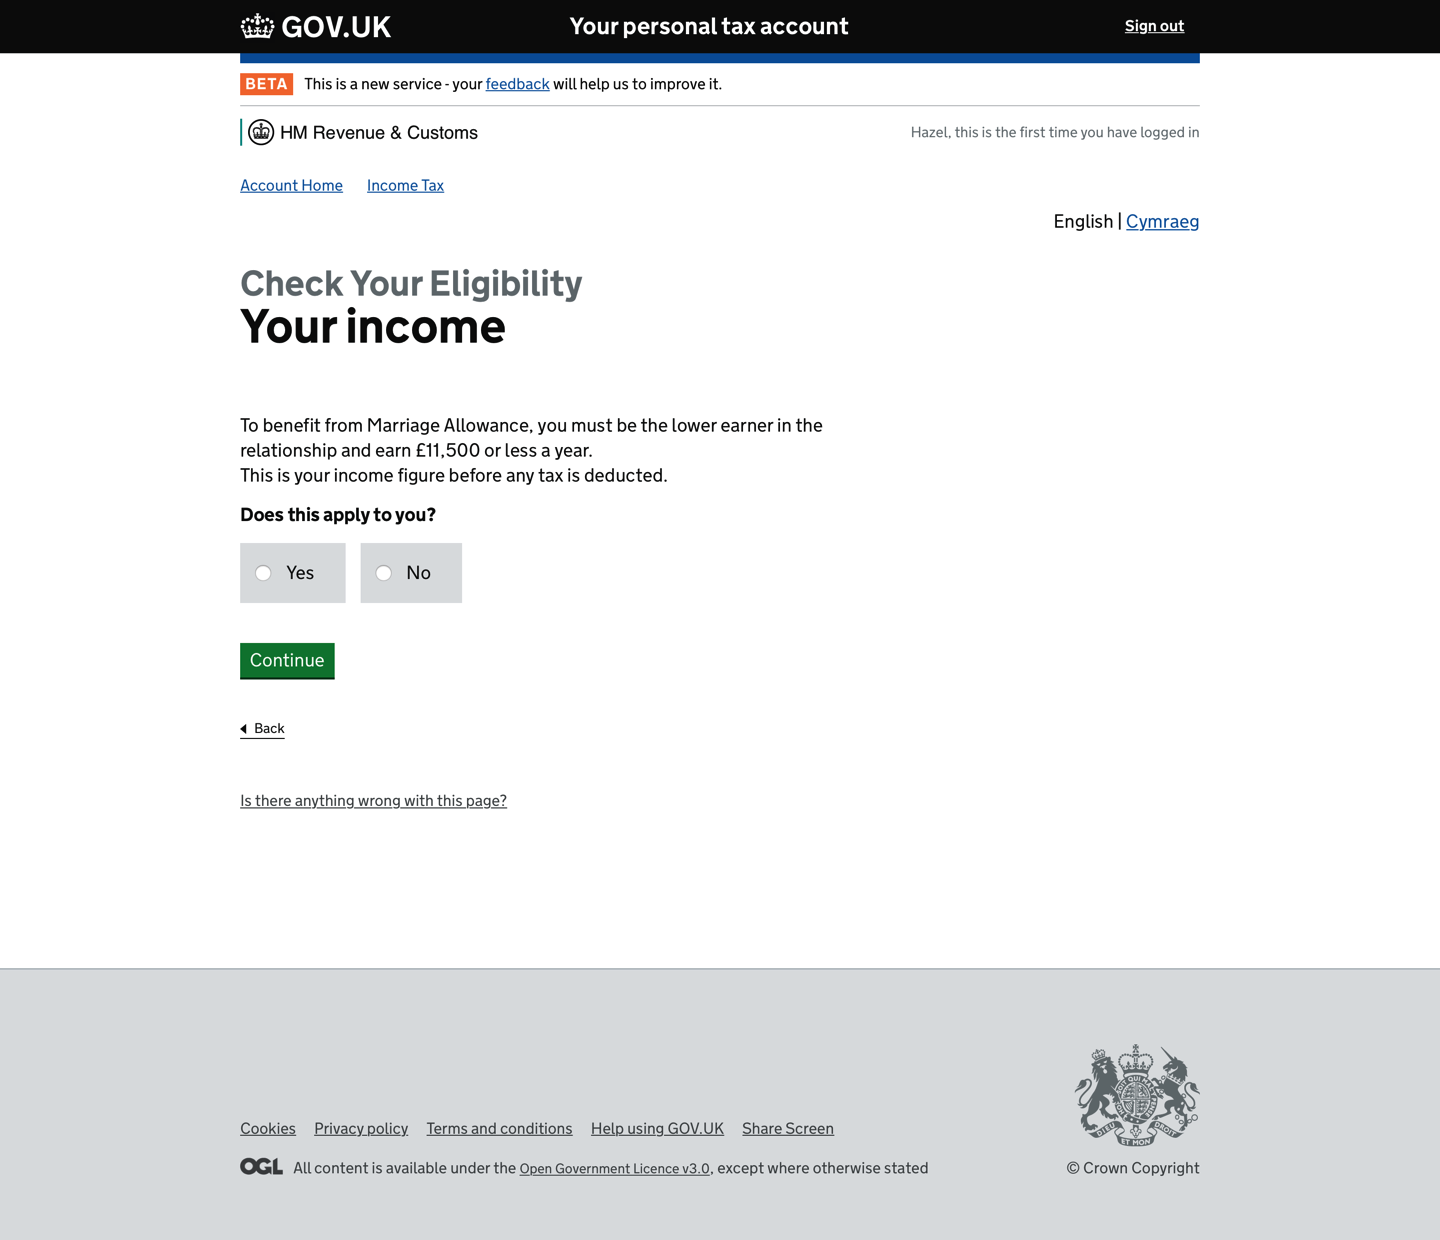 GOV.UK
Your personal tax account
Sign out
BETA This is a new service - your feedback will help us to improve it.
HM Revenue & Customs
Hazel, this is the first time you have logged in
Account Home Income Tax
English | Cymraeg
Check Your Eligibility
Your income
To benefit from Marriage Allowance, you must be the lower earner in the
relationship and earn £11,500 or less a year.
This is your income figure before any tax is deducted.
Does this apply to you?
Yes No
Continue
Back
Is there anything wrong with this page?
Cookies Privacy policy Terms and conditions Help using GOV.UK Share Screen
OGL All content is available under the Open Government Licence v3.0, except where otherwise stated
DIEU ET MON DROIT
© Crown Copyright